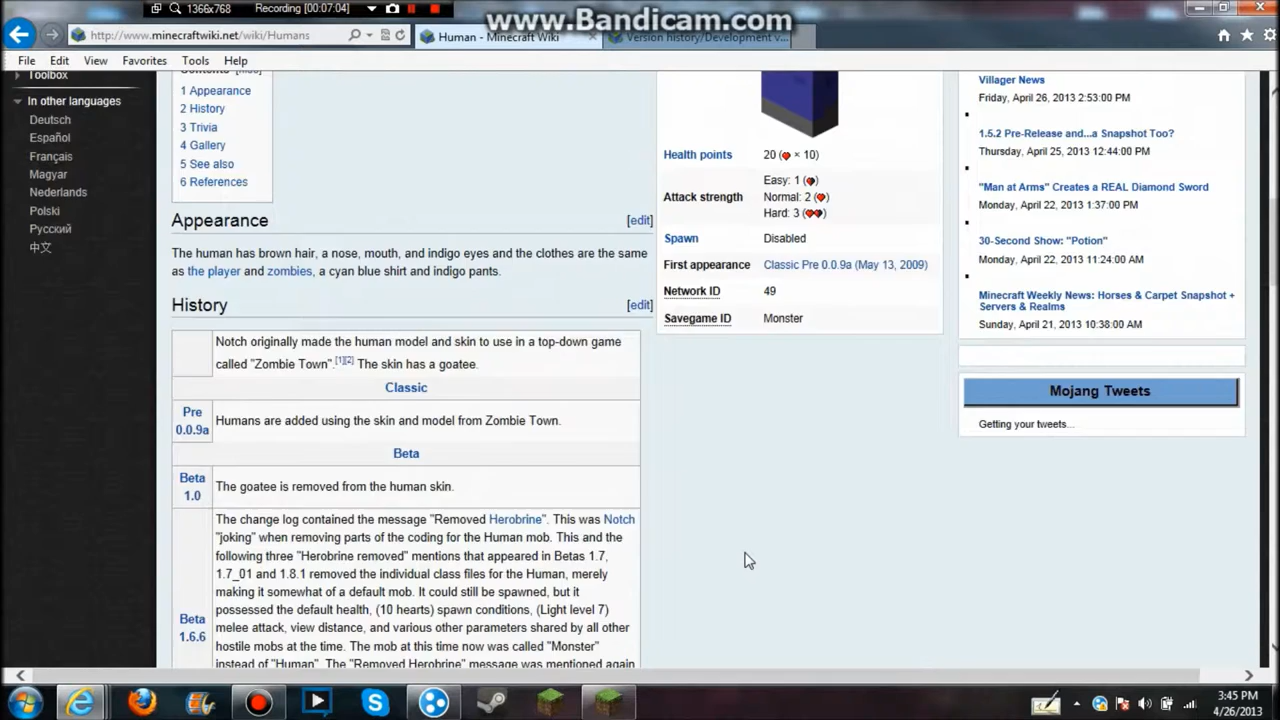 1366x768 Recording [00:07:04]
www.Bandicam.com
http://www.minecraftwiki.net/wiki/Humans
Human - Minecraft Wiki
Version history/Development v...
File Edit View Favorites Tools Help
Toolbox
In other languages
Deutsch
Español
Français
Magyar
Nederlands
Polski
Русский
中文
Contents
1 Appearance
2 History
3 Trivia
4 Gallery
5 See also
6 References
Appearance [edit]
The human has brown hair, a nose, mouth, and indigo eyes and the clothes are the same
as the player and zombies, a cyan blue shirt and indigo pants.
History [edit]
Notch originally made the human model and skin to use in a top-down game
called "Zombie Town".[1][2] The skin has a goatee.
Classic
Pre
0.0.9a
Humans are added using the skin and model from Zombie Town.
Beta
Beta
1.0
The goatee is removed from the human skin.
Beta
1.6.6
The change log contained the message "Removed Herobrine". This was Notch
"joking" when removing parts of the coding for the Human mob. This and the
following three "Herobrine removed" mentions that appeared in Betas 1.7,
1.7_01 and 1.8.1 removed the individual class files for the Human, merely
making it somewhat of a default mob. It could still be spawned, but it
possessed the default health, (10 hearts) spawn conditions, (Light level 7)
melee attack, view distance, and various other parameters shared by all other
hostile mobs at the time. The mob at this time now was called "Monster"
instead of "Human". The "Removed Herobrine" message was mentioned again
Health points 20 ( × 10)
Attack strength
Easy: 1 ( )
Normal: 2 ( )
Hard: 3 ( )
Spawn Disabled
First appearance Classic Pre 0.0.9a (May 13, 2009)
Network ID 49
Savegame ID Monster
Villager News
Friday, April 26, 2013 2:53:00 PM
1.5.2 Pre-Release and...a Snapshot Too?
Thursday, April 25, 2013 12:44:00 PM
"Man at Arms" Creates a REAL Diamond Sword
Monday, April 22, 2013 1:37:00 PM
30-Second Show: "Potion"
Monday, April 22, 2013 11:24:00 AM
Minecraft Weekly News: Horses & Carpet Snapshot +
Servers & Realms
Sunday, April 21, 2013 10:38:00 AM
Mojang Tweets
Getting your tweets...
3:45 PM
4/26/2013